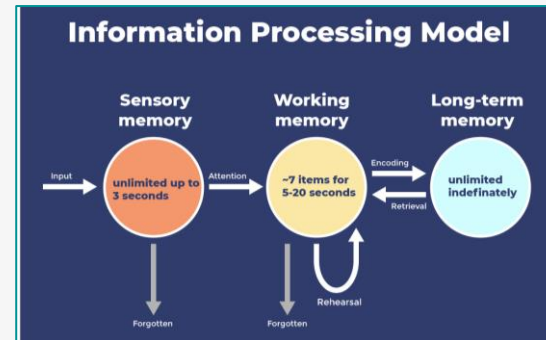 Information Processing Model
Sensory
memory
Working
memory
Long-term
memory
Input
unlimited up to
3 seconds
Attention
~7 items for
5-20 seconds
Encoding
Retrieval
unlimited
indefinately
Rehearsal
Forgotten
Forgotten